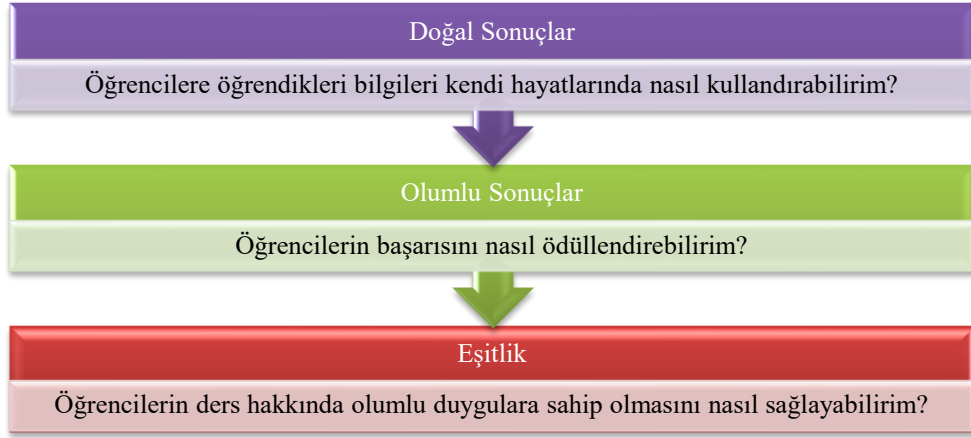 Doğal Sonuçlar
Öğrencilere öğrendikleri bilgileri kendi hayatlarında nasıl kullandırabilirim?
Olumlu Sonuçlar
Öğrencilerin başarısını nasıl ödüllendirebilirim?
Eşitlik
Öğrencilerin ders hakkında olumlu duygulara sahip olmasını nasıl sağlayabilirim?